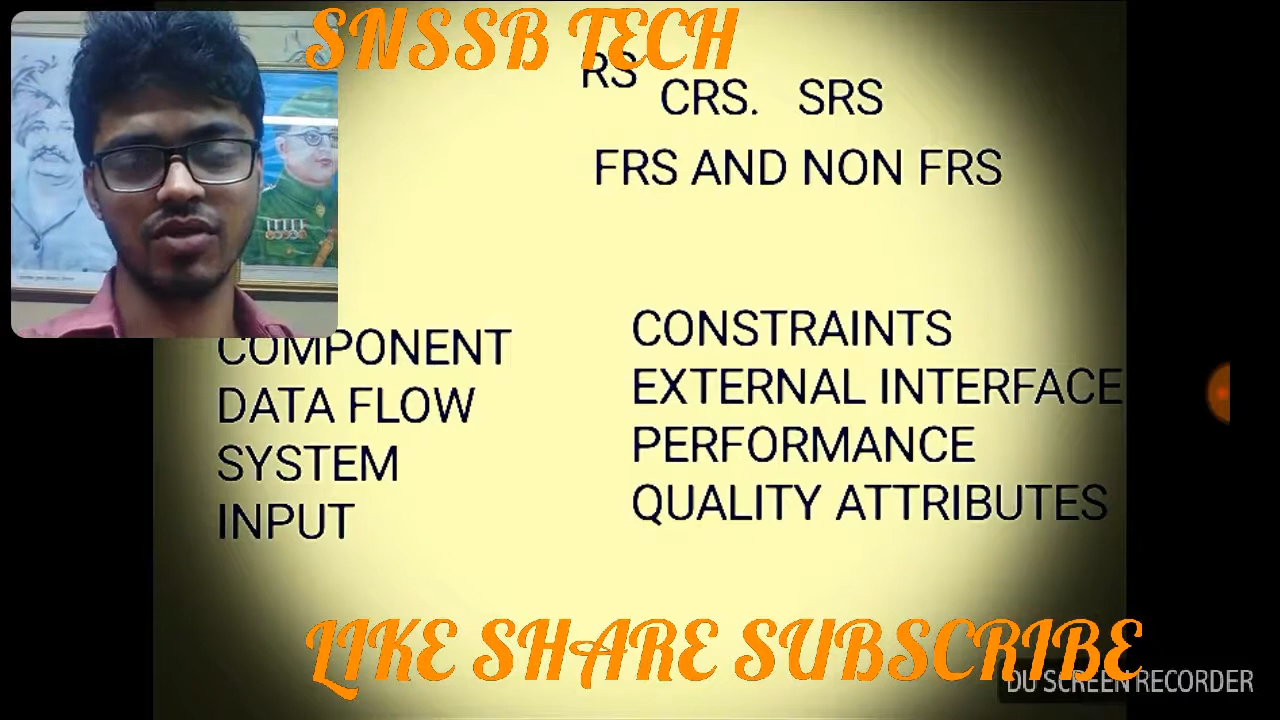 SNSSB TECH
RS
CRS. SRS
FRS AND NON FRS
COMPONENT
DATA FLOW
SYSTEM
INPUT
CONSTRAINTS
EXTERNAL INTERFACE
PERFORMANCE
QUALITY ATTRIBUTES
LIKE SHARE SUBSCRIBE
DU SCREEN RECORDER